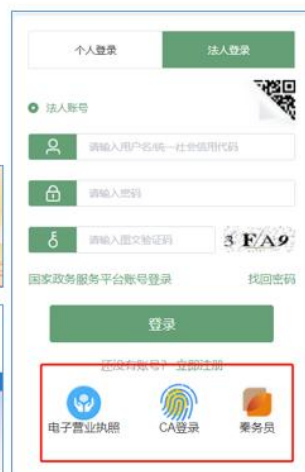 个人登录 法人登录
法人账号
请输入用户名/统一社会信用代码
请输入密码
请输入图文验证码 3 F A 9
国家政务服务平台账号登录 找回密码
登录
还没有账号？ 立即注册
电子营业执照 CA登录 秦务员